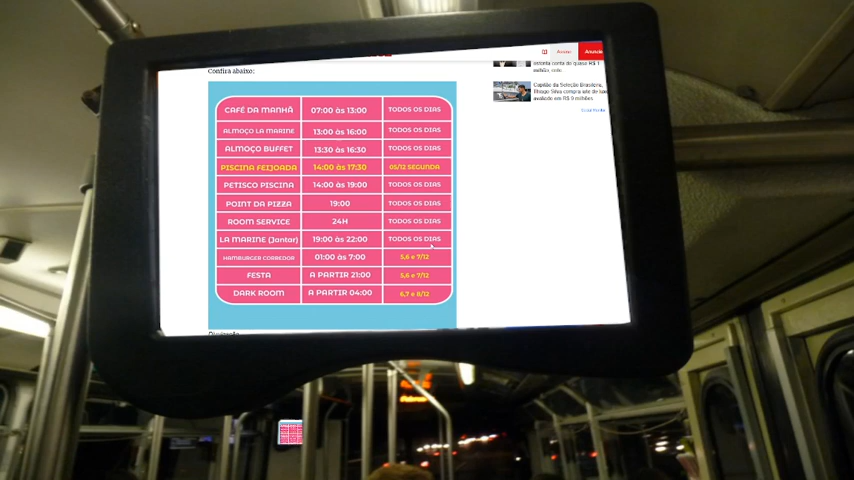 Anuncie
Confira abaixo:
milhão, veja
Capitão da Seleção Brasileira,
Thiago Silva compra
avaliado em R$ 9 milhões
CAFÉ DA MANHÃ 07:00 às 13:00 TODOS OS DIAS
ALMOÇO LA MARINE 13:00 às 16:00 TODOS OS DIAS
ALMOÇO BUFFET 13:30 às 16:30 TODOS OS DIAS
PISCINA FEIJOADA 14:00 às 17:30 05/12 SEGUNDA
PETISCO PISCINA 14:00 às 19:00 TODOS OS DIAS
POINT DA PIZZA 19:00 TODOS OS DIAS
ROOM SERVICE 24H TODOS OS DIAS
LA MARINE (Jantar) 19:00 às 22:00 TODOS OS DIAS
HAMBURGER CORREDOR 01:00 às 7:00 5,6 e 7/12
FESTA A PARTIR 21:00 5,6 e 7/12
DARK ROOM A PARTIR 04:00 6,7 e 8/12